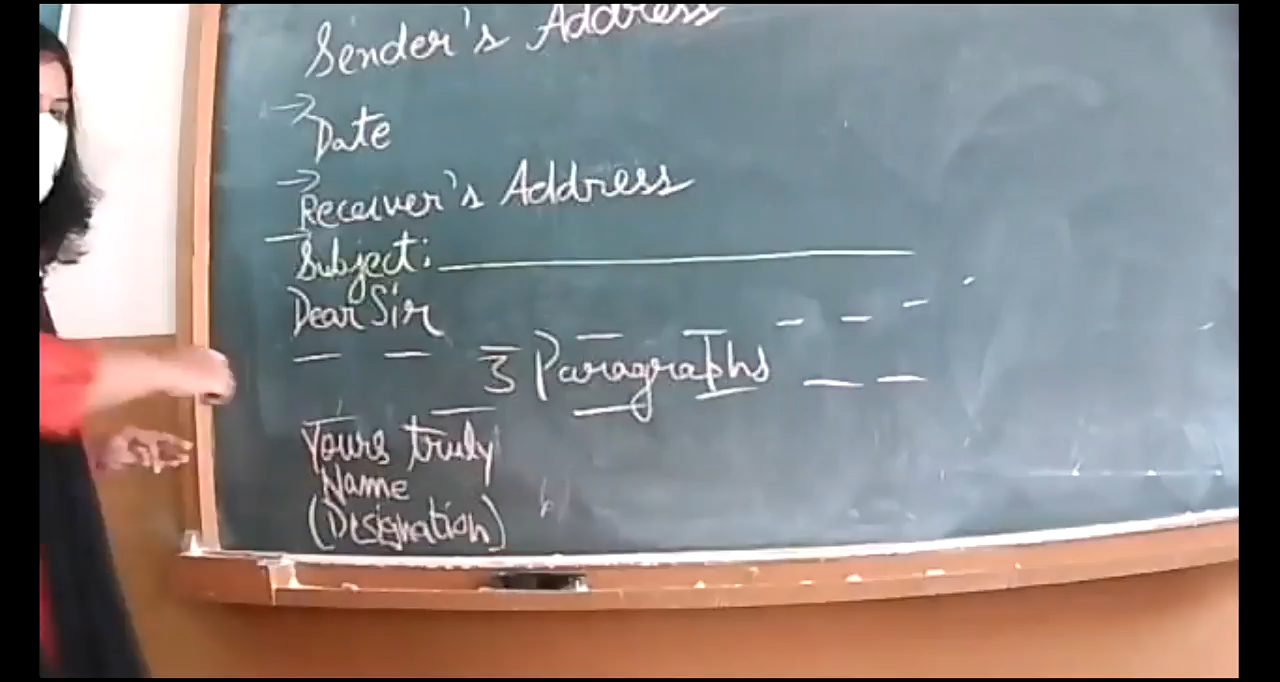 Sender's Address
→ Date
→ Receiver's Address
Subject: ―――
Dear Sir
3 Paragraphs
Yours truly
Name
(Designation)